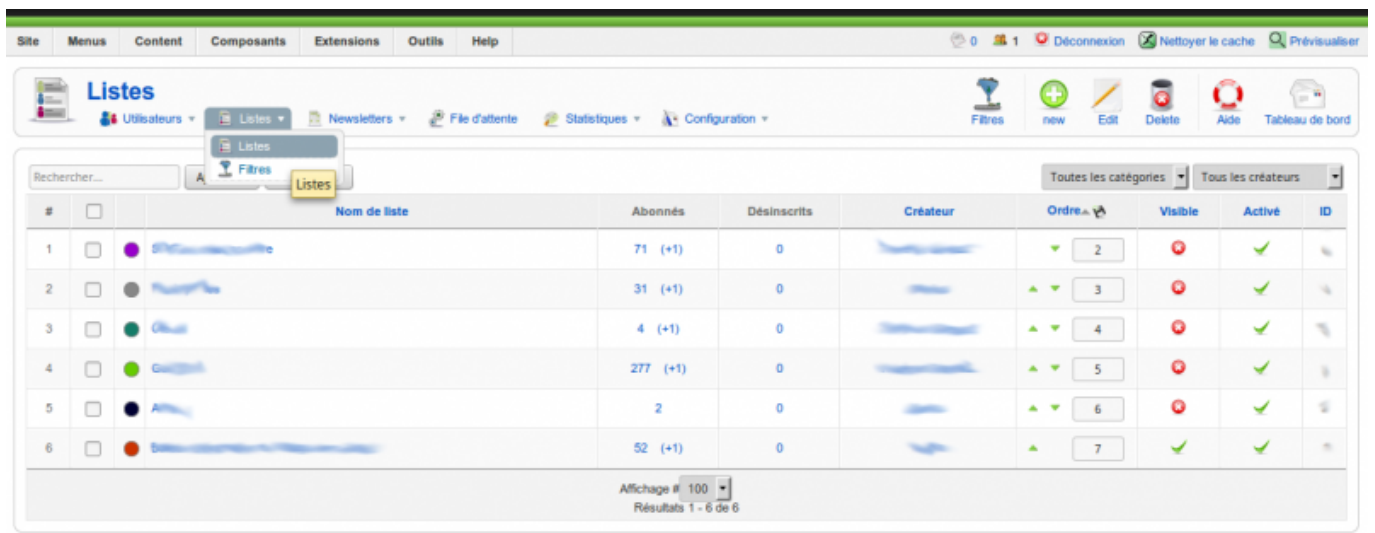 Site Menus Content Composants Extensions Outils Help 0 1 Déconnexion Nettoyer le cache Prévisualiser
Listes
Utilisateurs Listes Newsletters File d'attente Statistiques Configuration
Filtres new Edit Delete Aide Tableau de bord
Listes
Filtres
Listes
Rechercher... Toutes les catégories Tous les créateurs
# Nom de liste Abonnés Désinscrits Créateur Ordre Visible Activé ID
1 71 (+1) 0 2
2 31 (+1) 0 3
3 4 (+1) 0 4
4 277 (+1) 0 5
5 2 0 6
6 52 (+1) 0 7
Affichage # 100
Résultats 1 - 6 de 6